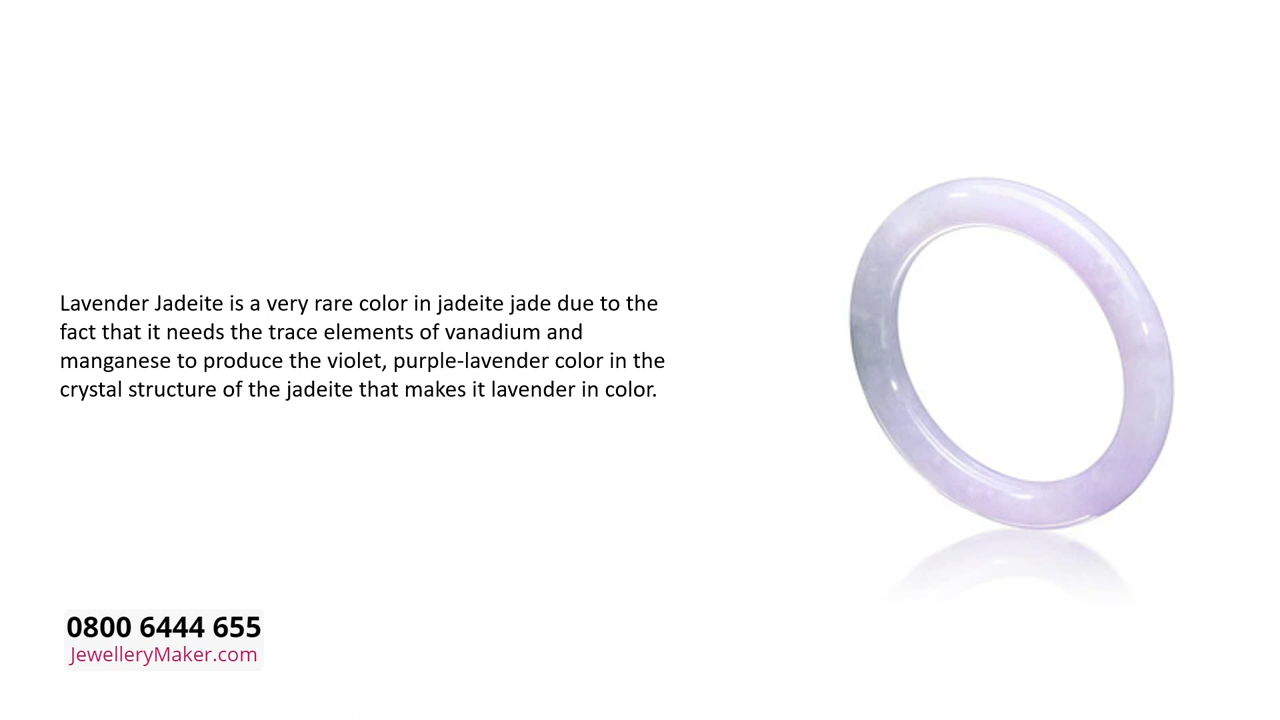 Lavender Jadeite is a very rare color in jadeite jade due to the
fact that it needs the trace elements of vanadium and
manganese to produce the violet, purple-lavender color in the
crystal structure of the jadeite that makes it lavender in color.
0800 6444 655
JewelleryMaker.com